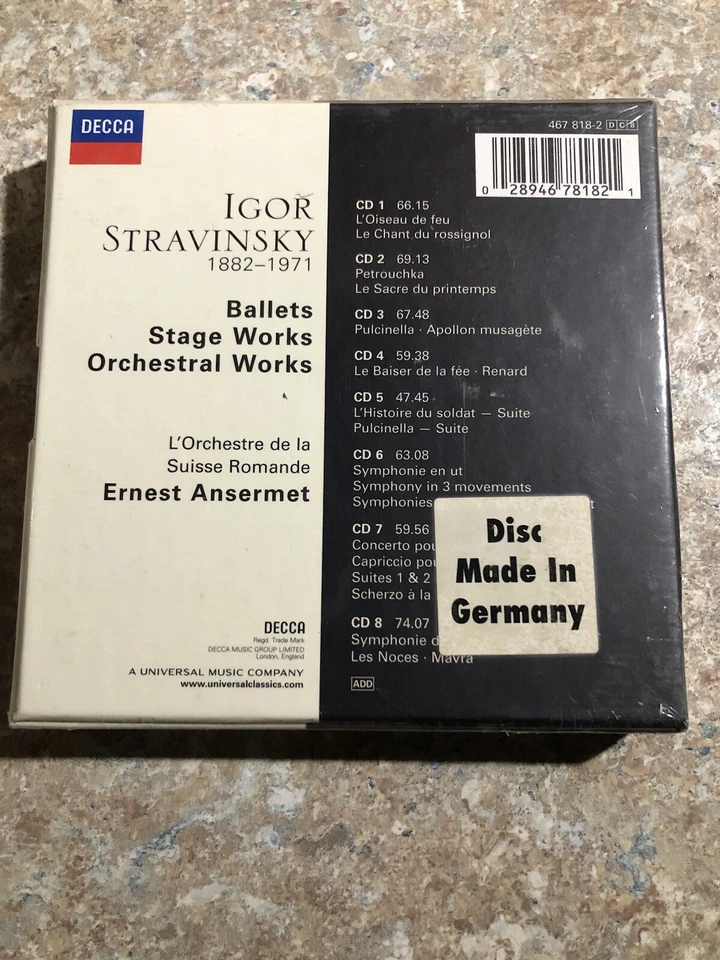 DECCA
IGOR
STRAVINSKY
1882–1971
Ballets
Stage Works
Orchestral Works
L'Orchestre de la
Suisse Romande
Ernest Ansermet
DECCA
Regd. Trade Mark
DECCA MUSIC GROUP LIMITED
London, England
A UNIVERSAL MUSIC COMPANY
www.universalclassics.com
467 818-2 DC8
0 28946 78182 1
CD 1 66.15
L'Oiseau de feu
Le Chant du rossignol
CD 2 69.13
Petrouchka
Le Sacre du printemps
CD 3 67.48
Pulcinella · Apollon musagète
CD 4 59.38
Le Baiser de la fée · Renard
CD 5 47.45
L'Histoire du soldat — Suite
Pulcinella — Suite
CD 6 63.08
Symphonie en ut
Symphony in 3 movements
Symphonies
CD 7 59.56
Concerto
Capriccio
Suites 1 & 2
Scherzo à la
CD 8 74.07
Symphonie
Les Noces · Mavra
ADD
Disc
Made In
Germany